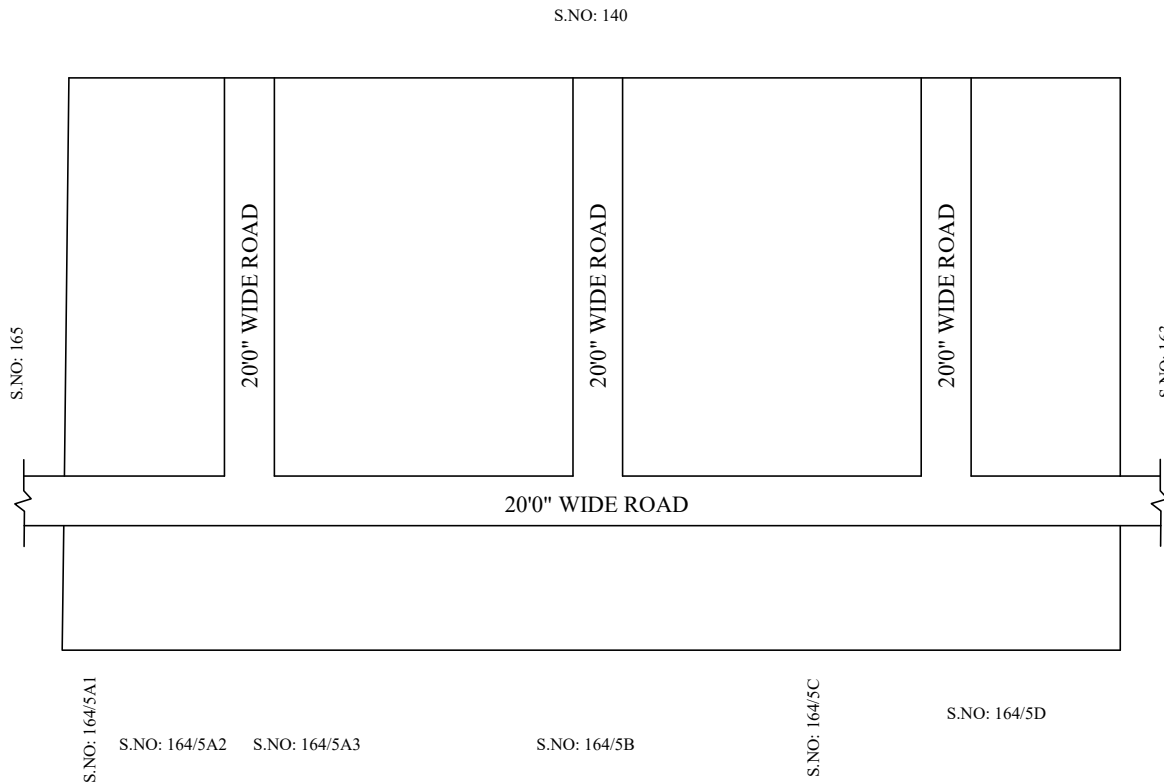 S.NO: 140
20'0" WIDE ROAD
20'0" WIDE ROAD
20'0" WIDE ROAD
S.NO: 165
20'0" WIDE ROAD
S.NO: 164/5A1
S.NO: 164/5A2
S.NO: 164/5A3
S.NO: 164/5B
S.NO: 164/5C
S.NO: 164/5D